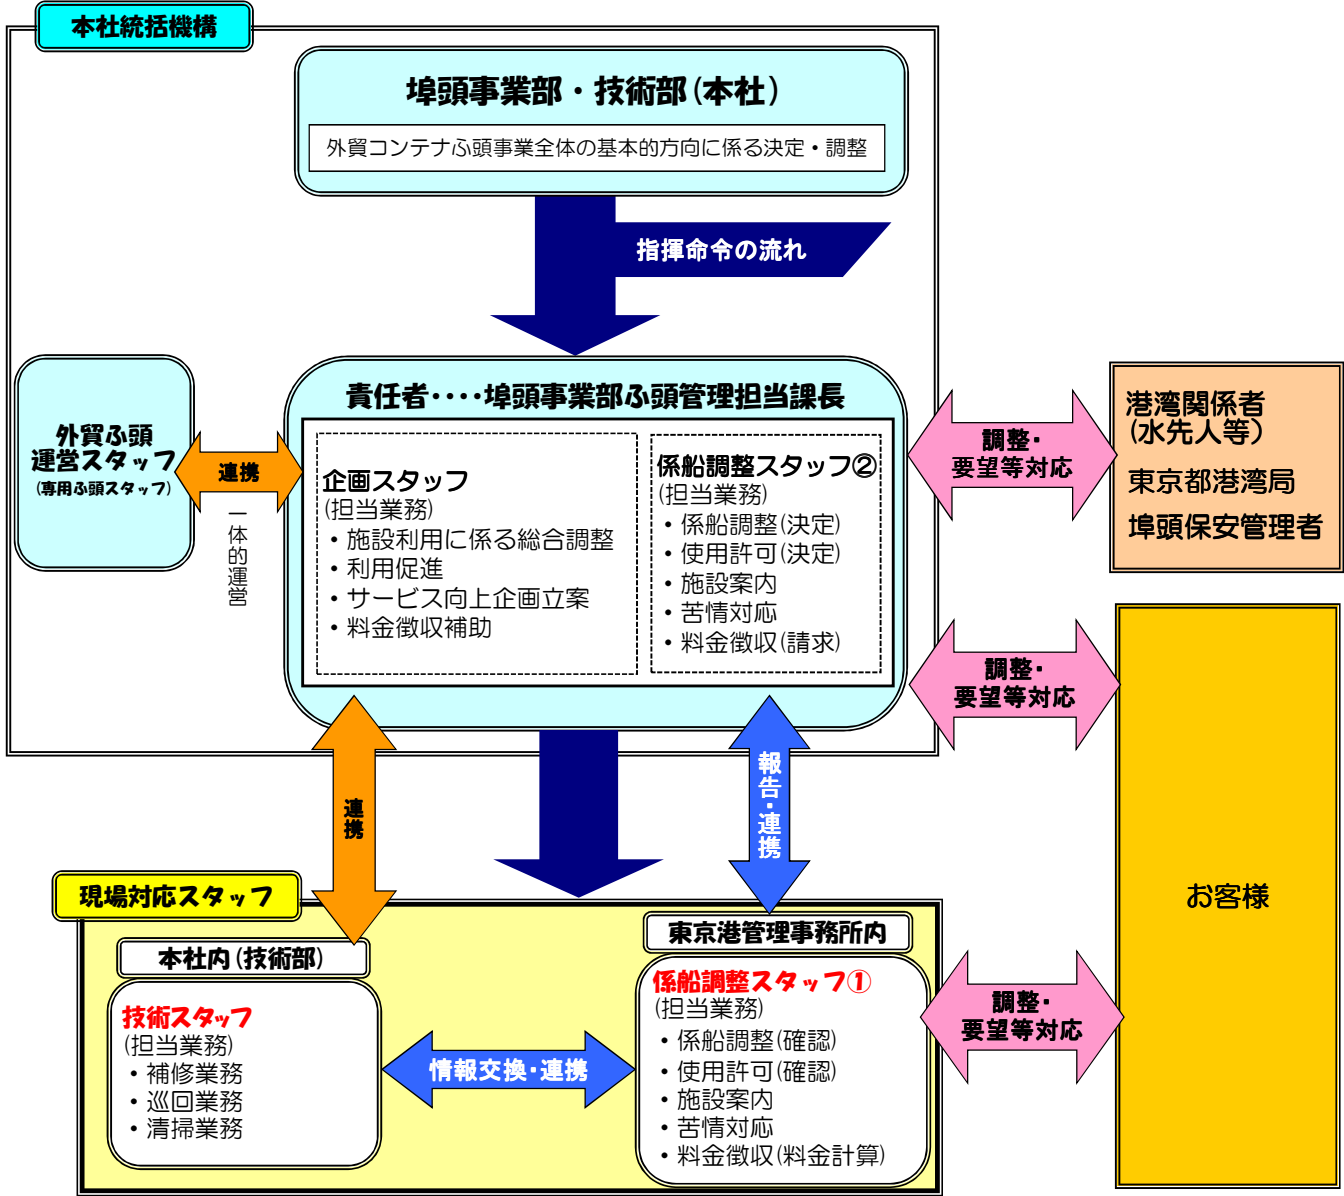 本社統括機構
埠頭事業部・技術部(本社)
外貿コンテナふ頭事業全体の基本的方向に係る決定・調整
指揮命令の流れ
責任者‥‥埠頭事業部ふ頭管理担当課長
外貿ふ頭
運営スタッフ
(専用ふ頭スタッフ)
連携
一体的運営
企画スタッフ
(担当業務)
・施設利用に係る総合調整
・利用促進
・サービス向上企画立案
・料金徴収補助
係船調整スタッフ②
(担当業務)
・係船調整(決定)
・使用許可(決定)
・施設案内
・苦情対応
・料金徴収(請求)
調整・
要望等対応
港湾関係者
(水先人等)
東京都港湾局
埠頭保安管理者
調整・
要望等対応
お客様
連携
報告・連携
現場対応スタッフ
本社内(技術部)
技術スタッフ
(担当業務)
・補修業務
・巡回業務
・清掃業務
情報交換・連携
東京港管理事務所内
係船調整スタッフ①
(担当業務)
・係船調整(確認)
・使用許可(確認)
・施設案内
・苦情対応
・料金徴収(料金計算)
調整・
要望等対応